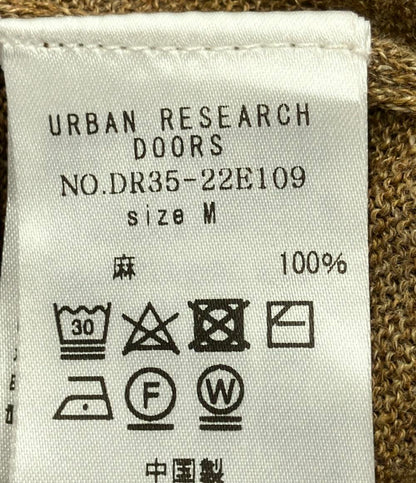 URBAN RESEARCH
DOORS
NO.DR35-22E109
size M
麻 100%
30
F W
中国製